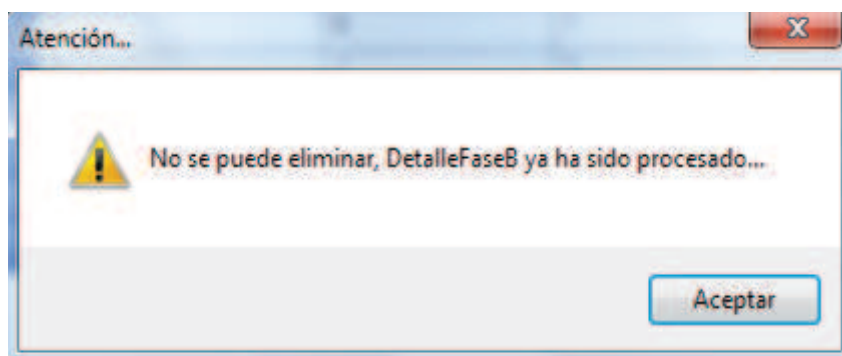 Atención...
No se puede eliminar, DetalleFaseB ya ha sido procesado...
Aceptar